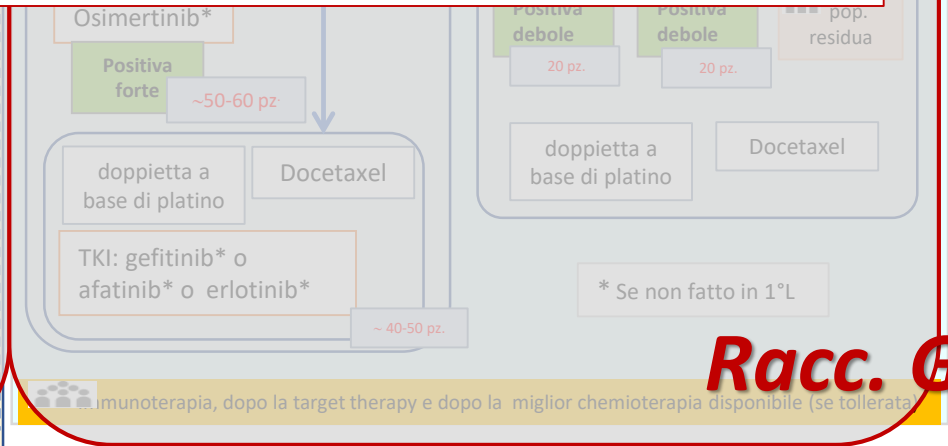 Osimertinib*
Positiva
forte
~50-60 pz.
doppietta a
base di platino
Docetaxel
TKI: gefitinib* o
afatinib* o erlotinib*
~ 40-50 pz.
Positiva
debole
20 pz.
Positiva
debole
20 pz.
pop.
residua
doppietta a
base di platino
Docetaxel
* Se non fatto in 1°L
Racc. G
munoterapia, dopo la target therapy e dopo la miglior chemioterapia disponibile (se tollerata)